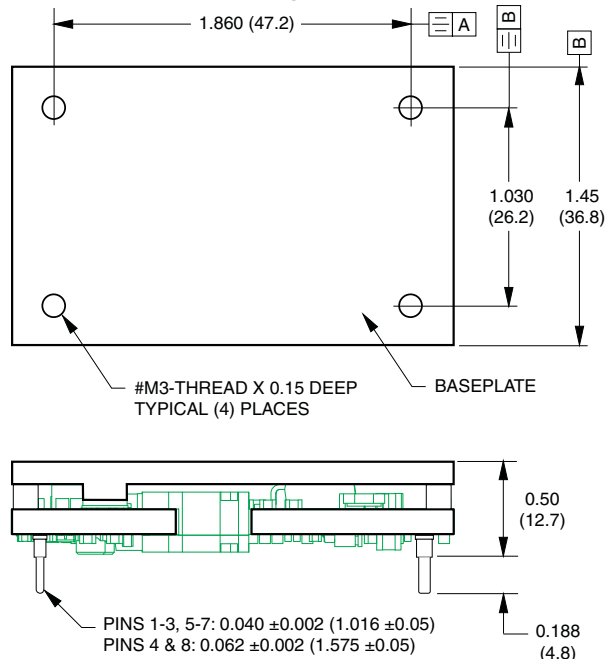 1.860 (47.2)
A
B
B
1.030
(26.2)
1.45
(36.8)
#M3-THREAD X 0.15 DEEP
TYPICAL (4) PLACES
BASEPLATE
0.50
(12.7)
PINS 1-3, 5-7: 0.040 ±0.002 (1.016 ±0.05)
PINS 4 & 8: 0.062 ±0.002 (1.575 ±0.05)
0.188
(4.8)